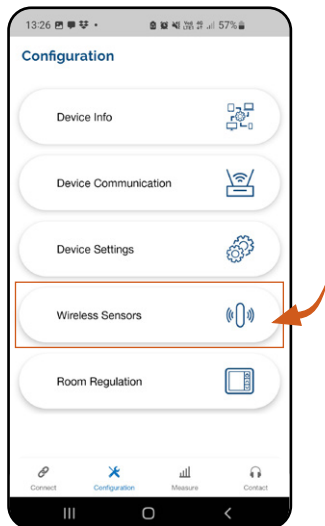 13:26 57%
Configuration
Device Info
Device Communication
Device Settings
Wireless Sensors
Room Regulation
Connect Configuration Measure Contact